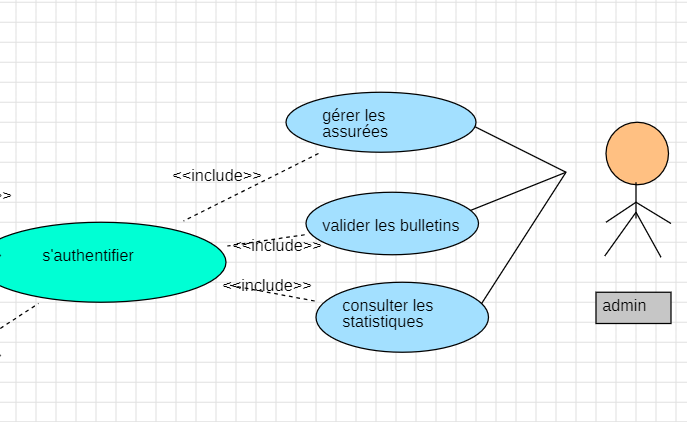 gérer les
assurées
<<include>>
>>
valider les bulletins
<<include>>
s'authentifier
<<include>>
consulter les
statistiques
admin